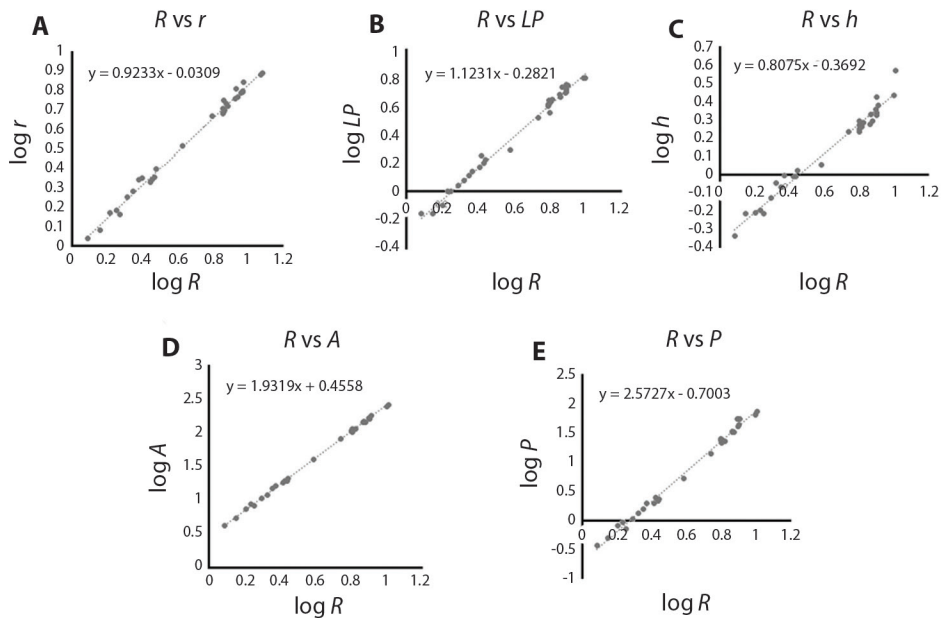 A
R vs r
y = 0.9233x - 0.0309
log r
1
0.9
0.8
0.7
0.6
0.5
0.4
0.3
0.2
0.1
0
0 0.2 0.4 0.6 0.8 1 1.2
log R
B
R vs LP
y = 1.1231x - 0.2821
log LP
1
0.8
0.6
0.4
0.2
0
-0.2
-0.4
0 0.2 0.4 0.6 0.8 1 1.2
log R
C
R vs h
y = 0.8075x - 0.3692
log h
0.7
0.6
0.5
0.4
0.3
0.2
0.1
0
-0.10
-0.2
-0.3
-0.4
0.2 0.4 0.6 0.8 1 1.2
log R
D
R vs A
y = 1.9319x + 0.4558
log A
3
2.5
2
1.5
1
0.5
0
0 0.2 0.4 0.6 0.8 1 1.2
log R
E
R vs P
y = 2.5727x - 0.7003
log P
2.5
2
1.5
1
0.5
0
-0.5
-1
0 0.2 0.4 0.6 0.8 1 1.2
log R